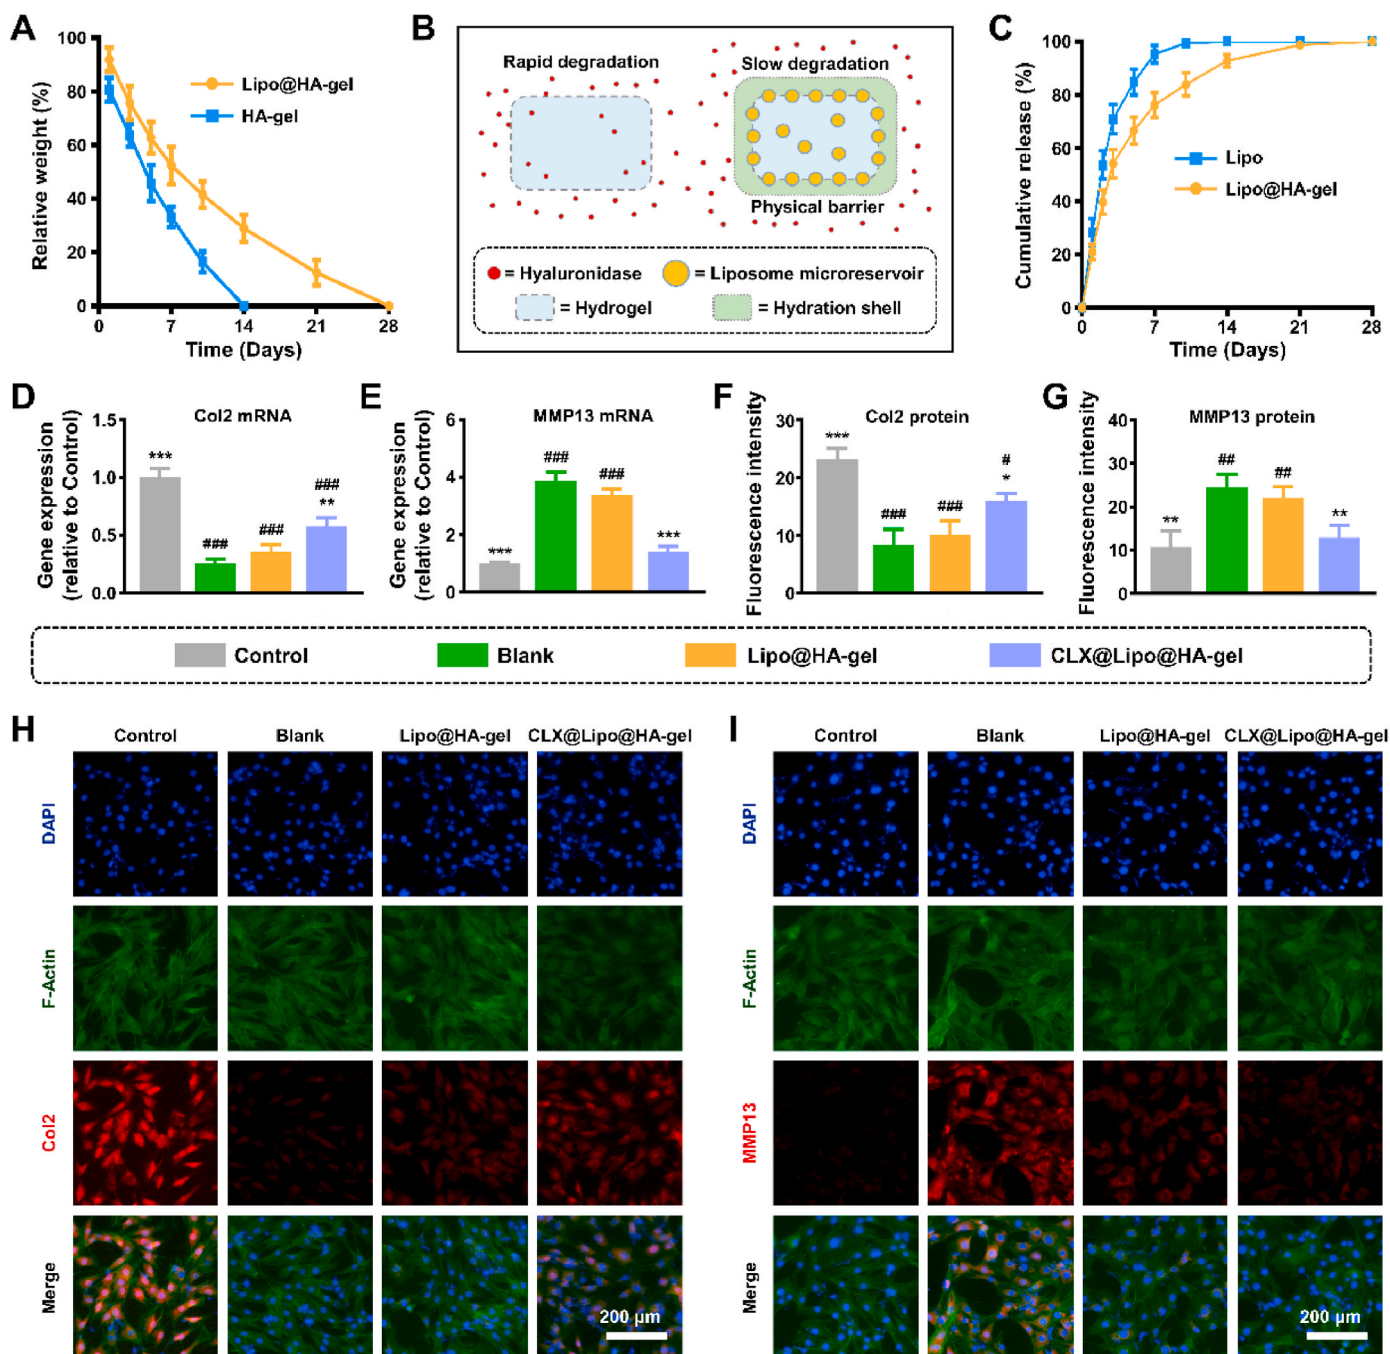 A
Relative weight (%)
100
80
60
40
20
0
0 7 14 21 28
Time (Days)
Lipo@HA-gel
HA-gel
B
Rapid degradation
Slow degradation
Physical barrier
= Hyaluronidase
= Liposome microreservoir
= Hydrogel
= Hydration shell
C
Cumulative release (%)
100
80
60
40
20
0
0 7 14 21 28
Time (Days)
Lipo
Lipo@HA-gel
D
Col2 mRNA
Gene expression
(relative to Control)
1.5
1.0
0.5
0.0
***
###
###
###
**
E
MMP13 mRNA
Gene expression
(relative to Control)
6
4
2
0
***
###
###
***
F
Col2 protein
Fluorescence intensity
30
20
10
0
***
###
###
#
*
G
MMP13 protein
Fluorescence intensity
40
30
20
10
0
**
##
##
**
Control
Blank
Lipo@HA-gel
CLX@Lipo@HA-gel
H
Control Blank Lipo@HA-gel CLX@Lipo@HA-gel
DAPI
F-Actin
Col2
Merge
200 μm
I
Control Blank Lipo@HA-gel CLX@Lipo@HA-gel
DAPI
F-Actin
MMP13
Merge
200 μm